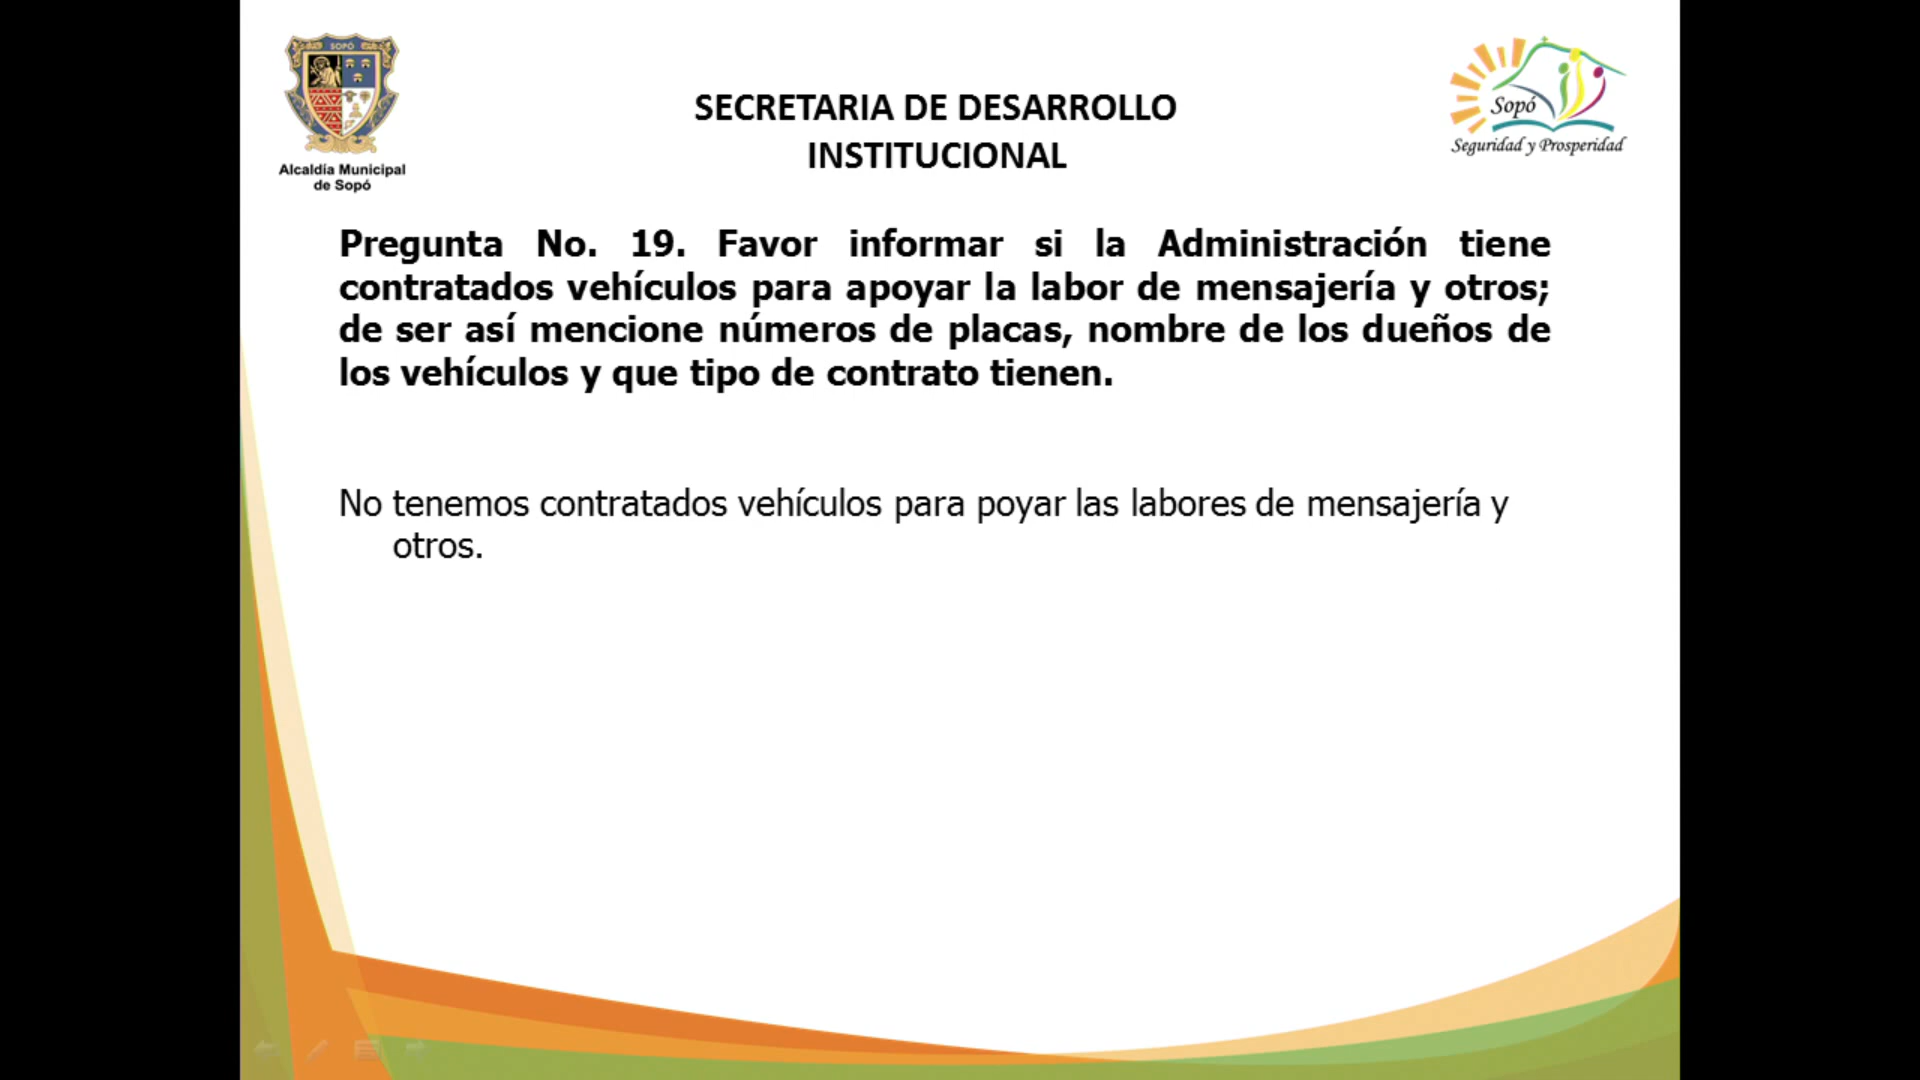 SOPÓ
Alcaldía Municipal
de Sopó
SECRETARIA DE DESARROLLO
INSTITUCIONAL
Sopó
Seguridad y Prosperidad
Pregunta No. 19. Favor informar si la Administración tiene
contratados vehículos para apoyar la labor de mensajería y otros;
de ser así mencione números de placas, nombre de los dueños de
los vehículos y que tipo de contrato tienen.
No tenemos contratados vehículos para poyar las labores de mensajería y
otros.